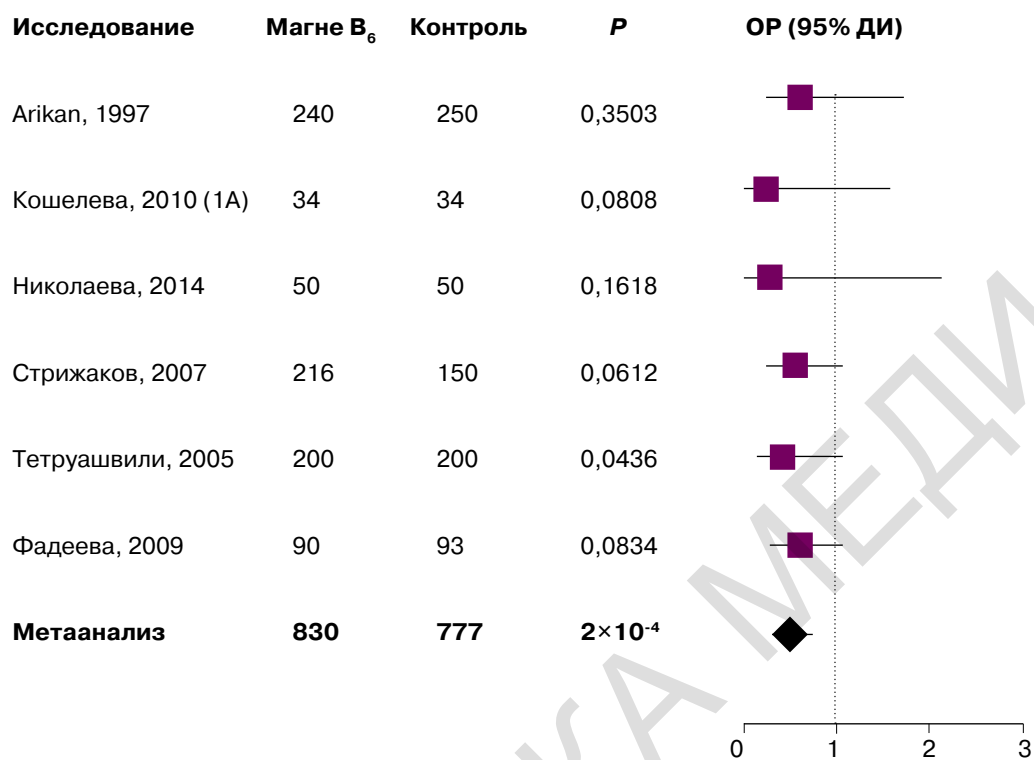 Исследование Магне B₆ Контроль P ОР (95% ДИ)
Arikan, 1997 240 250 0,3503
Кошелева, 2010 (1А) 34 34 0,0808
Николаева, 2014 50 50 0,1618
Стрижаков, 2007 216 150 0,0612
Тетруашвили, 2005 200 200 0,0436
Фадеева, 2009 90 93 0,0834
Метаанализ 830 777 2×10⁻⁴
0 1 2 3
КА МЕДИ